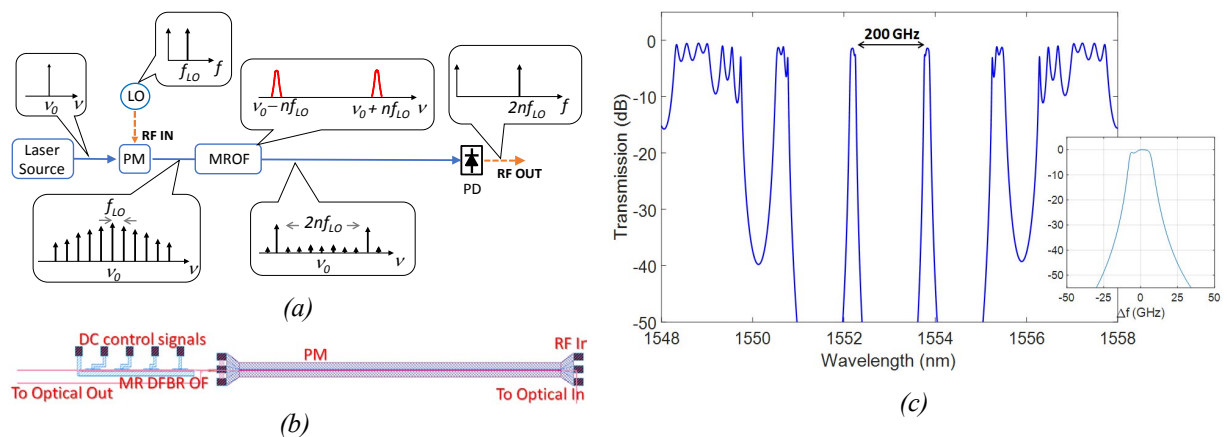 f_LO f
ν_0 ν
LO
RF IN
Laser
Source
PM
MROF
ν_0 − nf_LO ν_0 + nf_LO ν
2nf_LO f
PD
RF OUT
f_LO
ν_0 ν
2nf_LO
ν_0 ν
(a)
DC control signals
PM
RF In
MR DFBR OF
To Optical Out
To Optical In
(b)
200 GHz
0
-10
-20
-30
-40
-50
Transmission (dB)
1548 1550 1552 1554 1556 1558
Wavelength (nm)
0
-10
-20
-30
-40
-50
-50 -25 0 25 50
Δf (GHz)
(c)